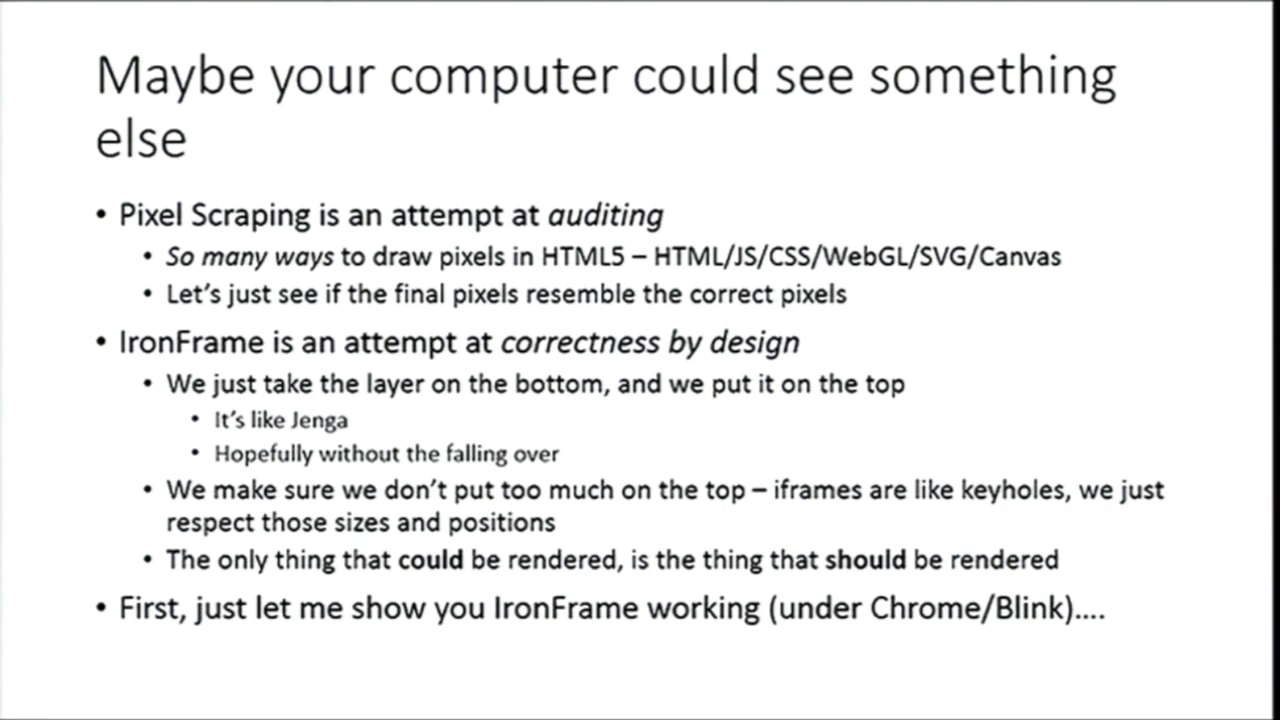 Maybe your computer could see something
else
• Pixel Scraping is an attempt at auditing
• So many ways to draw pixels in HTML5 – HTML/JS/CSS/WebGL/SVG/Canvas
• Let's just see if the final pixels resemble the correct pixels
• IronFrame is an attempt at correctness by design
• We just take the layer on the bottom, and we put it on the top
• It's like Jenga
• Hopefully without the falling over
• We make sure we don't put too much on the top – iframes are like keyholes, we just
respect those sizes and positions
• The only thing that could be rendered, is the thing that should be rendered
• First, just let me show you IronFrame working (under Chrome/Blink)....